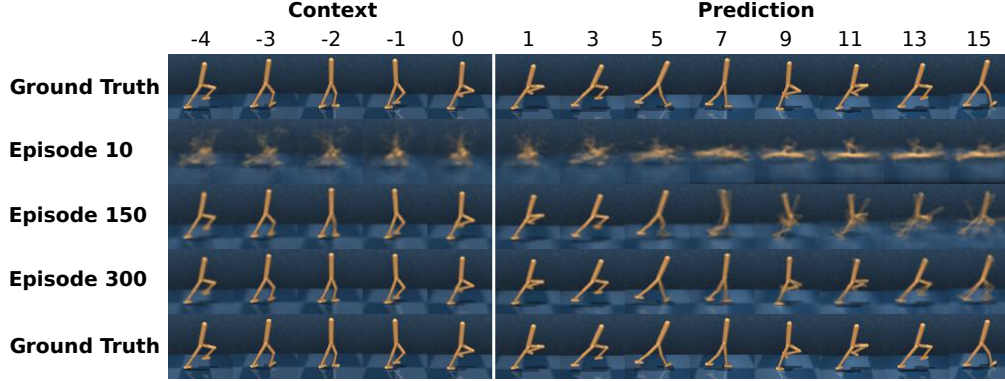 Context Prediction
-4 -3 -2 -1 0 1 3 5 7 9 11 13 15
Ground Truth
Episode 10
Episode 150
Episode 300
Ground Truth